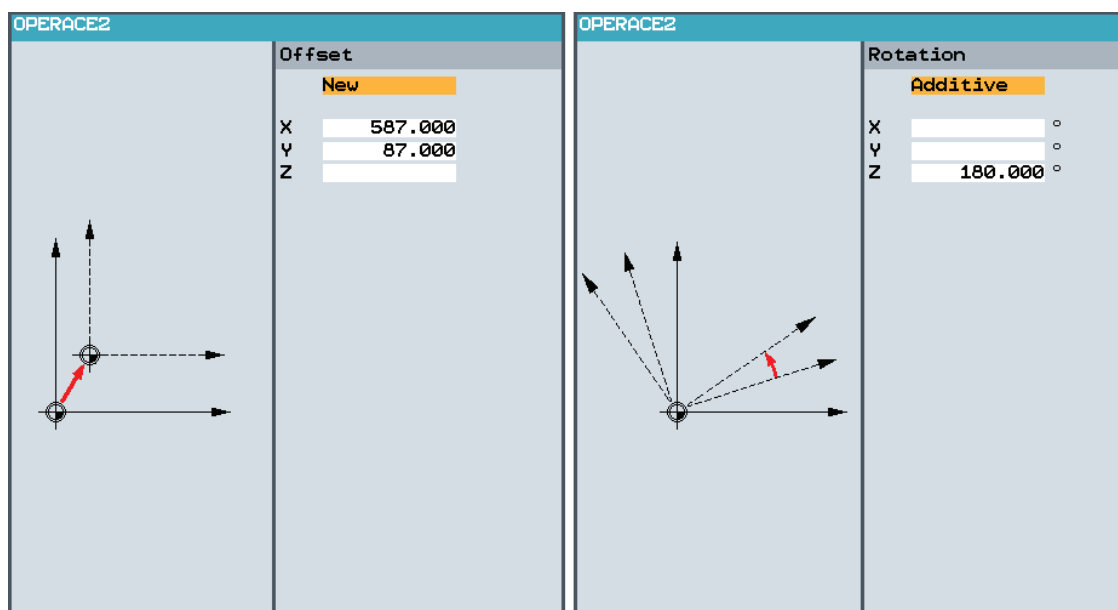 OPERACE2
Offset
New
X 587.000
Y 87.000
Z
OPERACE2
Rotation
Additive
X °
Y °
Z 180.000 °